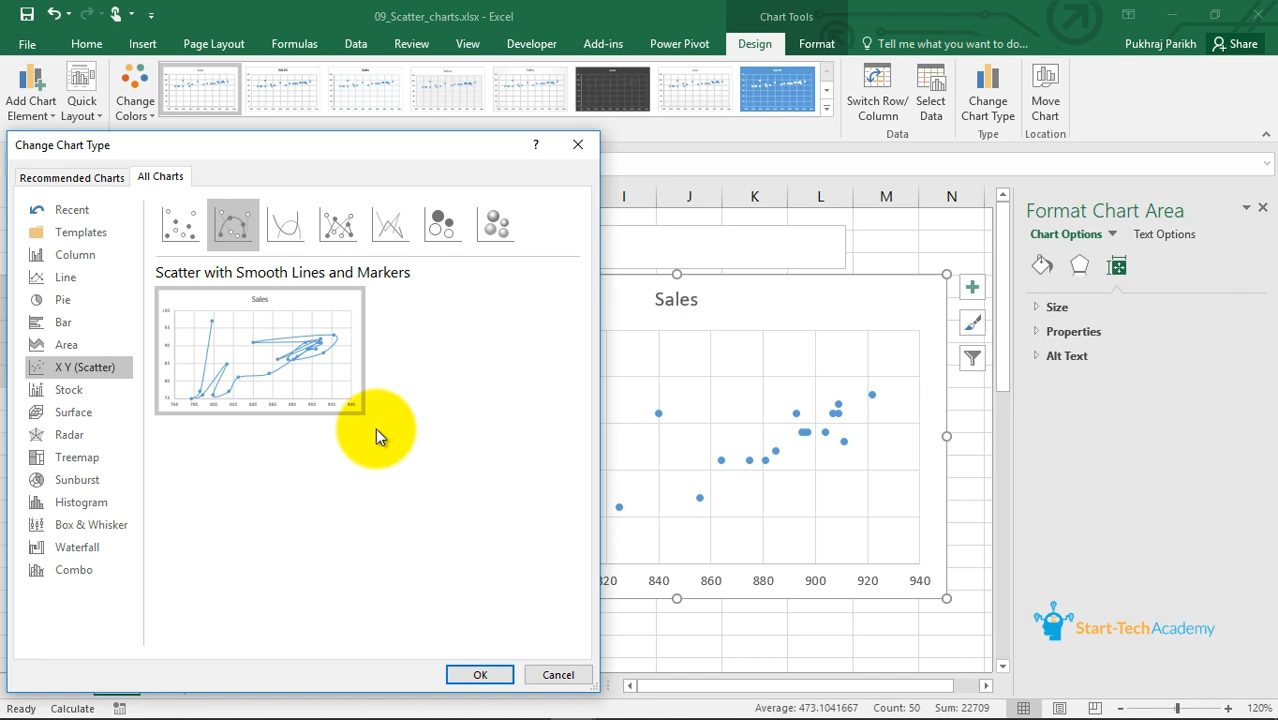 09_Scatter_charts.xlsx - Excel
Chart Tools
File Home Insert Page Layout Formulas Data Review View Developer Add-ins Power Pivot Design Format Tell me what you want to do... Pukhraj Parikh Share
Add Chart Element
Quick Layout
Change Colors
Switch Row/ Column
Select Data
Change Chart Type
Move Chart
Data
Type
Location
Change Chart Type
?
Recommended Charts All Charts
Recent
Templates
Column
Line
Pie
Bar
Area
X Y (Scatter)
Stock
Surface
Radar
Treemap
Sunburst
Histogram
Box & Whisker
Waterfall
Combo
Scatter with Smooth Lines and Markers
Sales
OK Cancel
I J K L M N
Sales
820 840 860 880 900 920 940
Format Chart Area
Chart Options Text Options
Size
Properties
Alt Text
Start-Tech Academy
Ready Calculate Average: 473.1041667 Count: 50 Sum: 22709 120%